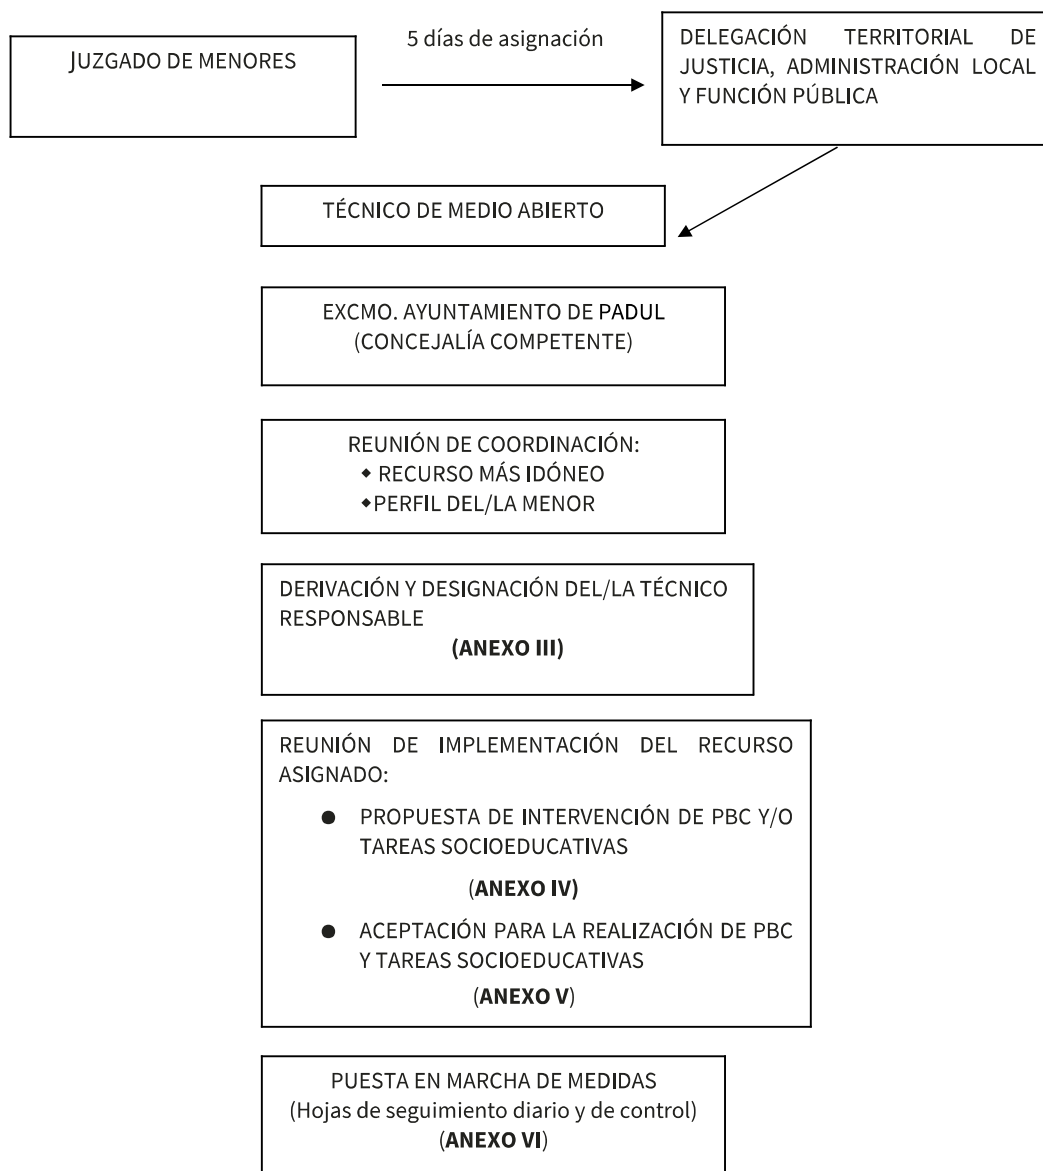 JUZGADO DE MENORES
5 días de asignación
DELEGACIÓN TERRITORIAL DE
JUSTICIA, ADMINISTRACIÓN LOCAL
Y FUNCIÓN PÚBLICA
TÉCNICO DE MEDIO ABIERTO
EXCMO. AYUNTAMIENTO DE PADUL
(CONCEJALÍA COMPETENTE)
REUNIÓN DE COORDINACIÓN:
◆ RECURSO MÁS IDÓNEO
◆PERFIL DEL/LA MENOR
DERIVACIÓN Y DESIGNACIÓN DEL/LA TÉCNICO
RESPONSABLE
(ANEXO III)
REUNIÓN DE IMPLEMENTACIÓN DEL RECURSO
ASIGNADO:
● PROPUESTA DE INTERVENCIÓN DE PBC Y/O
TAREAS SOCIOEDUCATIVAS
(ANEXO IV)
● ACEPTACIÓN PARA LA REALIZACIÓN DE PBC
Y TAREAS SOCIOEDUCATIVAS
(ANEXO V)
PUESTA EN MARCHA DE MEDIDAS
(Hojas de seguimiento diario y de control)
(ANEXO VI)